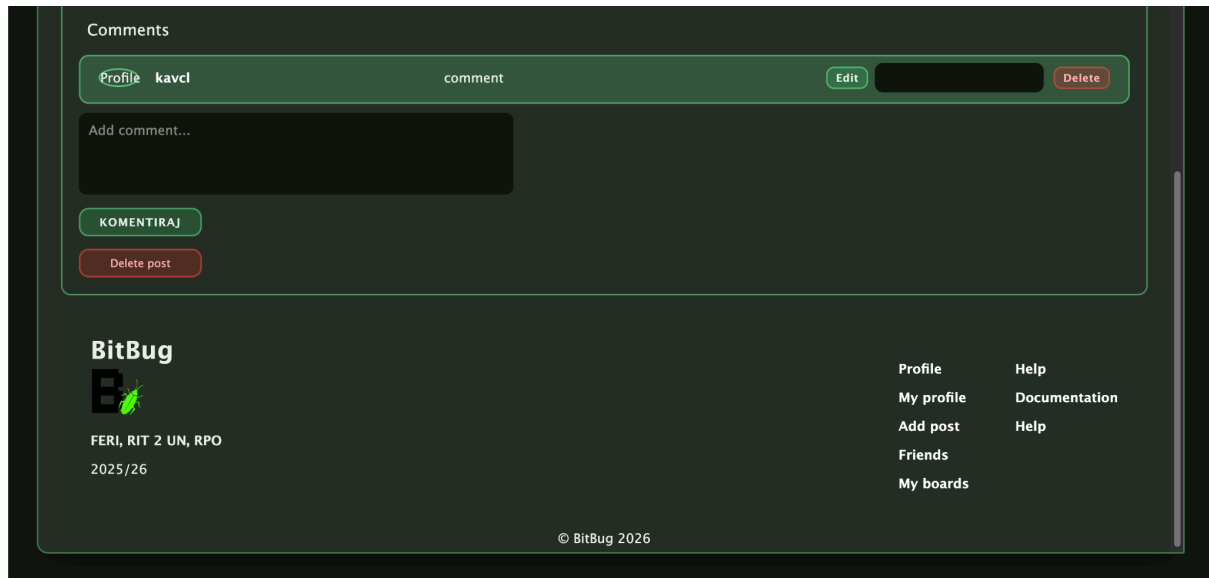 Comments
Profile kavcl comment Edit Delete
Add comment...
KOMENTIRAJ
Delete post
BitBug
B
FERI, RIT 2 UN, RPO
2025/26
Profile
My profile
Add post
Friends
My boards
Help
Documentation
Help
© BitBug 2026